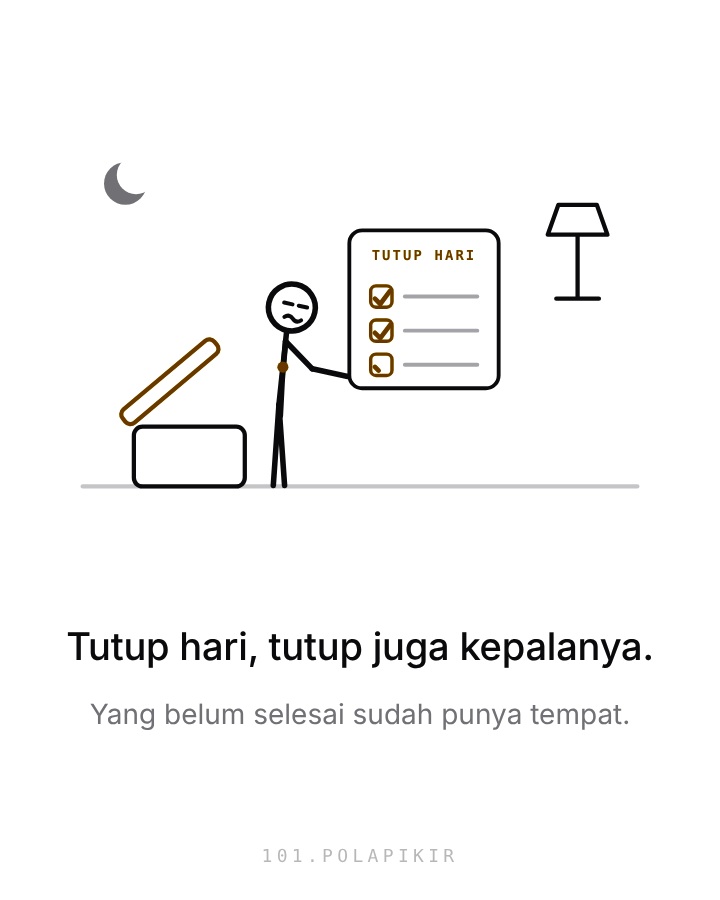 TUTUP HARI
Tutup hari, tutup juga kepalanya.
Yang belum selesai sudah punya tempat.
101.POLAPIKIR